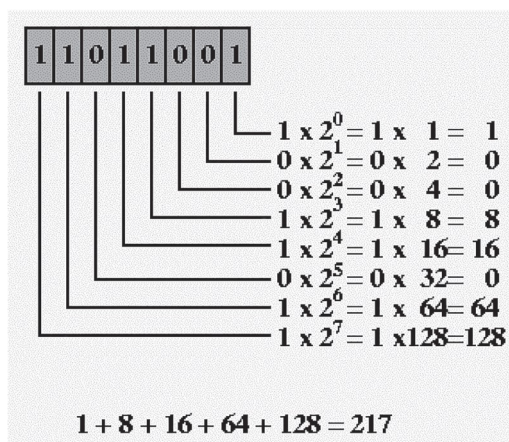 1 1 0 1 1 0 0 1
1 x 2⁰ = 1 x 1 = 1
0 x 2¹ = 0 x 2 = 0
0 x 2² = 0 x 4 = 0
1 x 2³ = 1 x 8 = 8
1 x 2⁴ = 1 x 16 = 16
0 x 2⁵ = 0 x 32 = 0
1 x 2⁶ = 1 x 64 = 64
1 x 2⁷ = 1 x 128 = 128
1 + 8 + 16 + 64 + 128 = 217